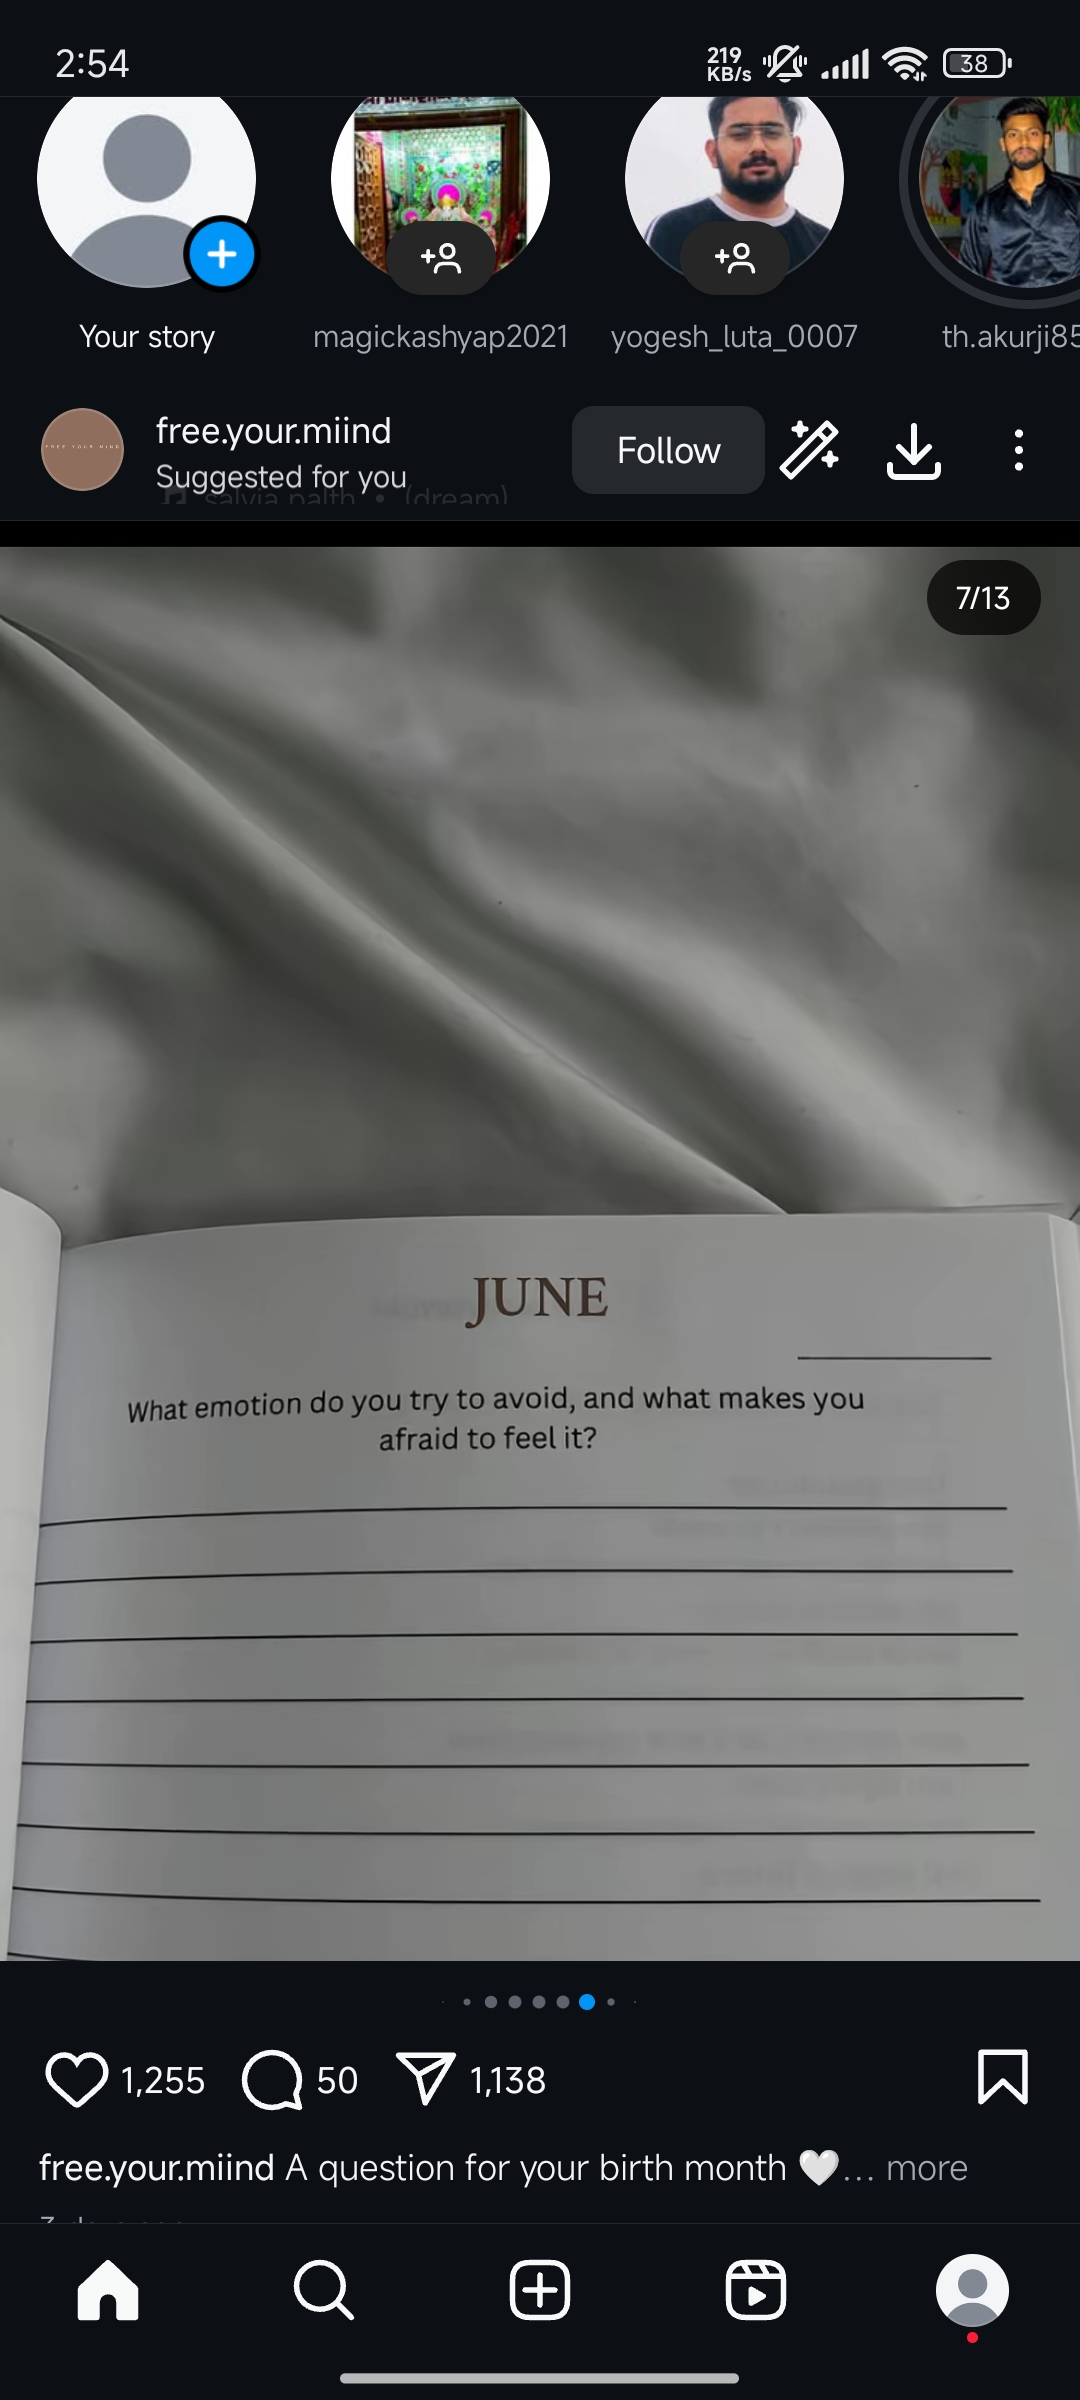 2:54
219
KB/s
38
Your story
magickashyap2021
yogesh_luta_0007
th.akurji85
free.your.miind
Suggested for you
salvia palth • (dream)
Follow
7/13
JUNE
What emotion do you try to avoid, and what makes you
afraid to feel it?
1,255
50
1,138
free.your.miind A question for your birth month 🤍... more